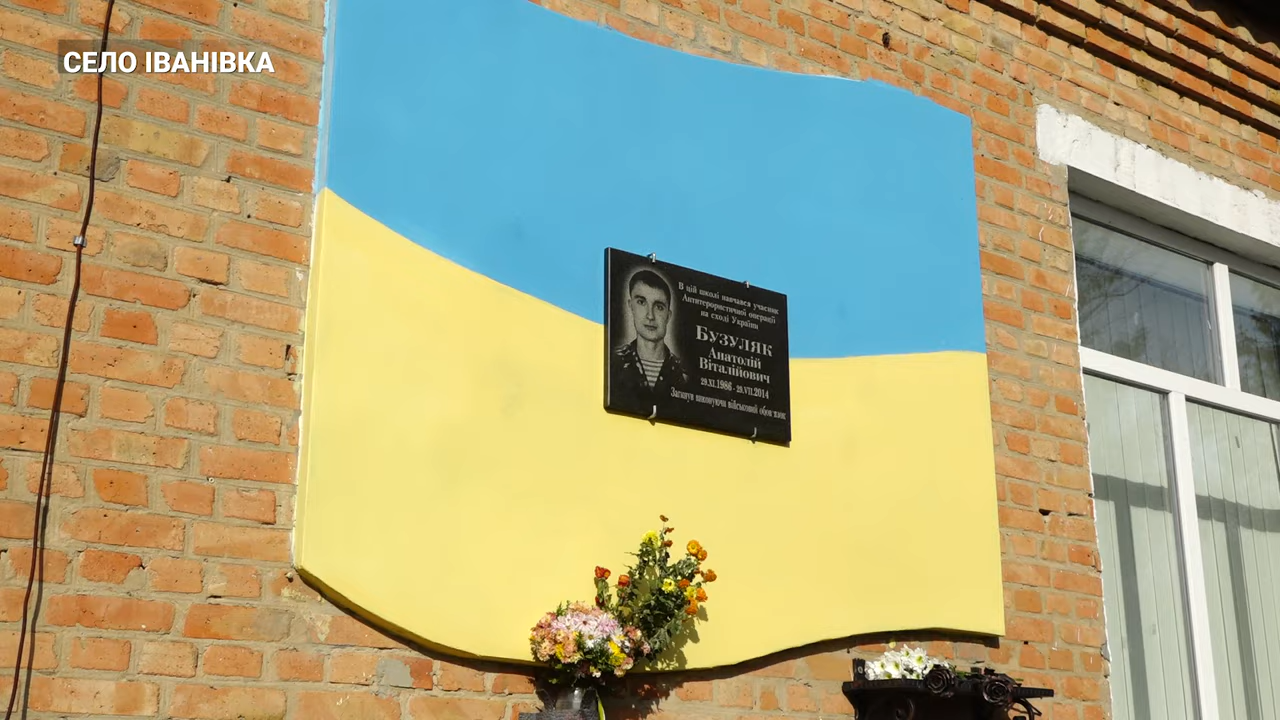 СЕЛО ІВАНІВКА
В цій школі навчався учасник
Антитерористичної операції
на сході України
БУЗУЛЯК
Анатолій
Віталійович
29.XI.1986 - 29.VII.2014
Загинув виконуючи військовий обов'язок